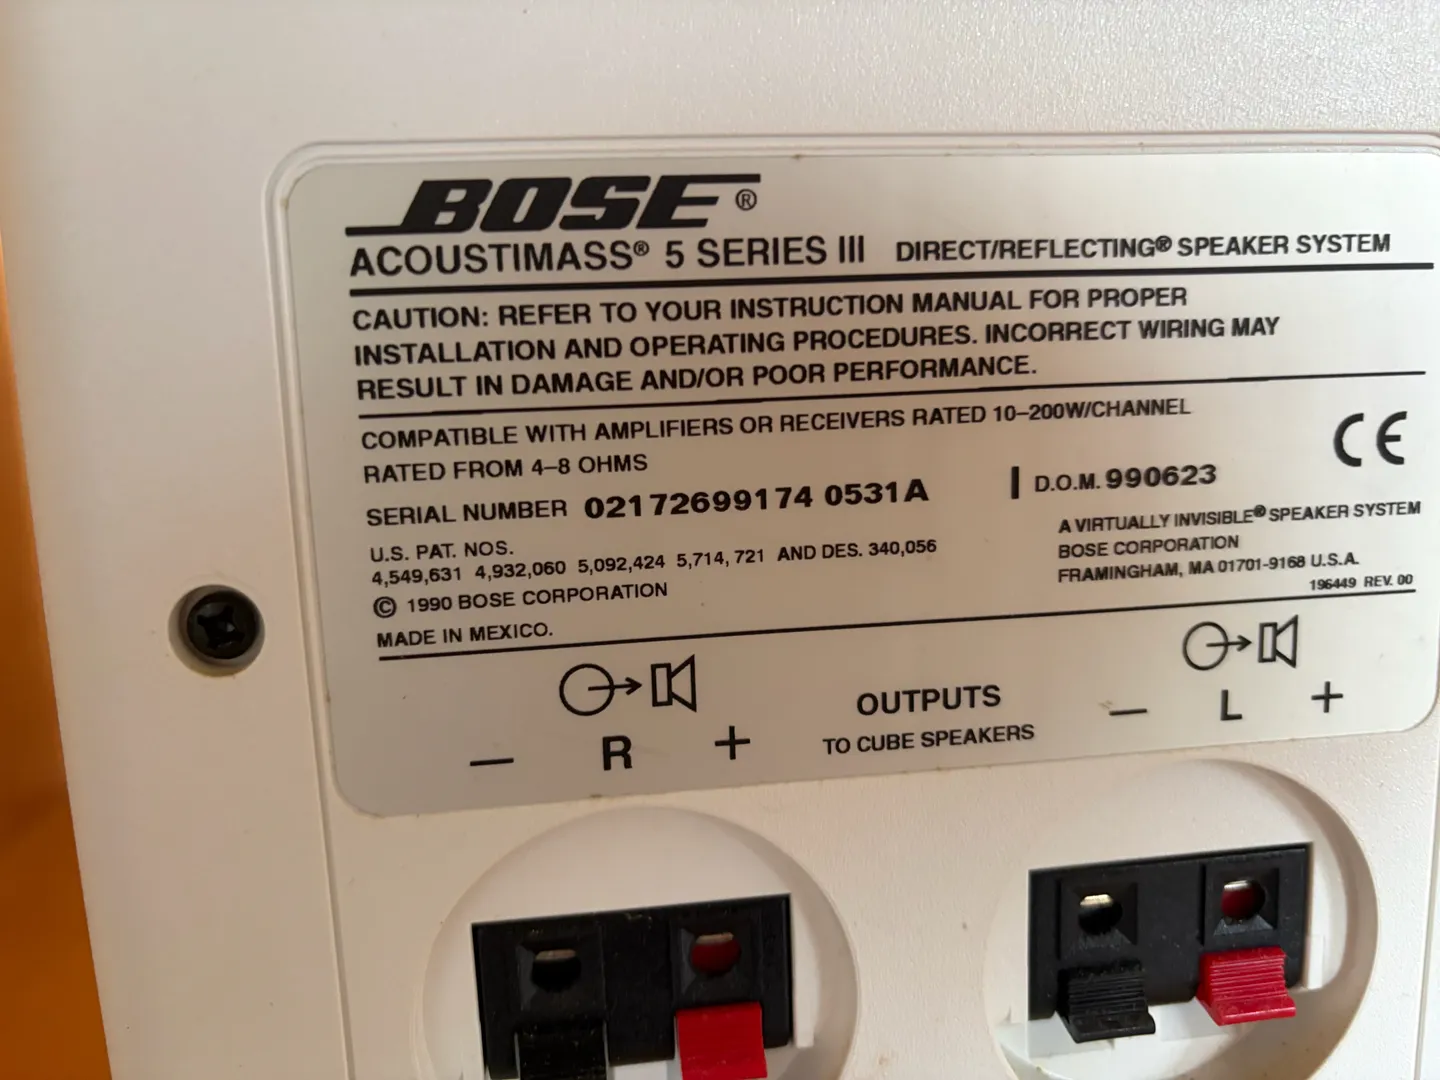 BOSE®
ACOUSTIMASS® 5 SERIES III DIRECT/REFLECTING® SPEAKER SYSTEM
CAUTION: REFER TO YOUR INSTRUCTION MANUAL FOR PROPER
INSTALLATION AND OPERATING PROCEDURES. INCORRECT WIRING MAY
RESULT IN DAMAGE AND/OR POOR PERFORMANCE.
COMPATIBLE WITH AMPLIFIERS OR RECEIVERS RATED 10–200W/CHANNEL
RATED FROM 4–8 OHMS
CE
SERIAL NUMBER 02172699174 0531A
I D.O.M. 990623
U.S. PAT. NOS.
4,549,631 4,932,060 5,092,424 5,714,721 AND DES. 340,056
© 1990 BOSE CORPORATION
MADE IN MEXICO.
A VIRTUALLY INVISIBLE® SPEAKER SYSTEM
BOSE CORPORATION
FRAMINGHAM, MA 01701-9168 U.S.A.
196449 REV. 00
– R +
OUTPUTS
TO CUBE SPEAKERS
– L +